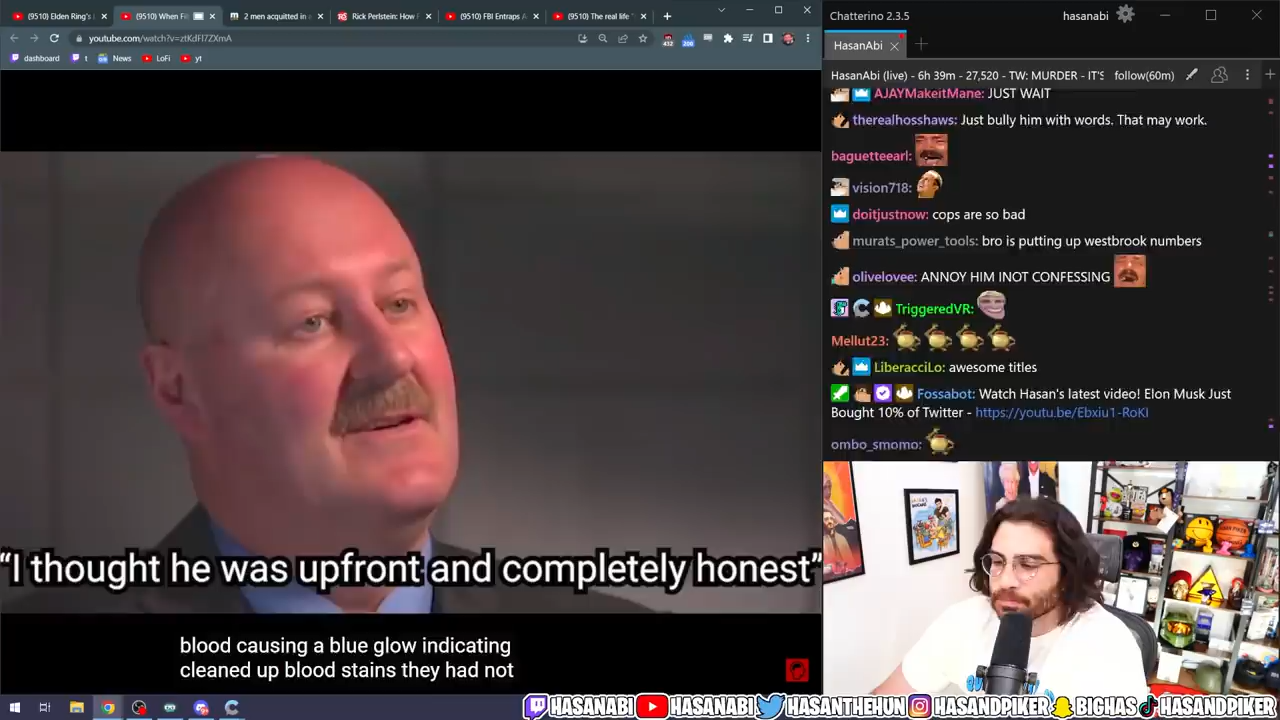 (9510) Elden Ring's
(9510) When Fi
2 men acquitted in e
Rick Perlstein: How F
(9510) FBI Entraps A
(9510) The real life '
youtube.com/watch?v=ztKdFl7ZXmA
432
206
dashboard
t
News
LoFi
yt
"I thought he was upfront and completely honest"
blood causing a blue glow indicating
cleaned up blood stains they had not
Chatterino 2.3.5
hasanabi
HasanAbi
HasanAbi (live) - 6h 39m - 27,520 - TW: MURDER - IT'S
follow(60m)
AJAYMakeitMane: JUST WAIT
therealhosshaws: Just bully him with words. That may work.
baguetteearl:
vision718:
doitjustnow: cops are so bad
murats_power_tools: bro is putting up westbrook numbers
olivelovee: ANNOY HIM INOT CONFESSING
TriggeredVR:
Mellut23:
LiberacciLo: awesome titles
Fossabot: Watch Hasan's latest video! Elon Musk Just
Bought 10% of Twitter - https://youtu.be/Ebxiu1-RoKI
ombo_smomo:
HASANABI HASANABI HASANTHEHUN HASANDPIKER BIGHAS HASANDPIKER